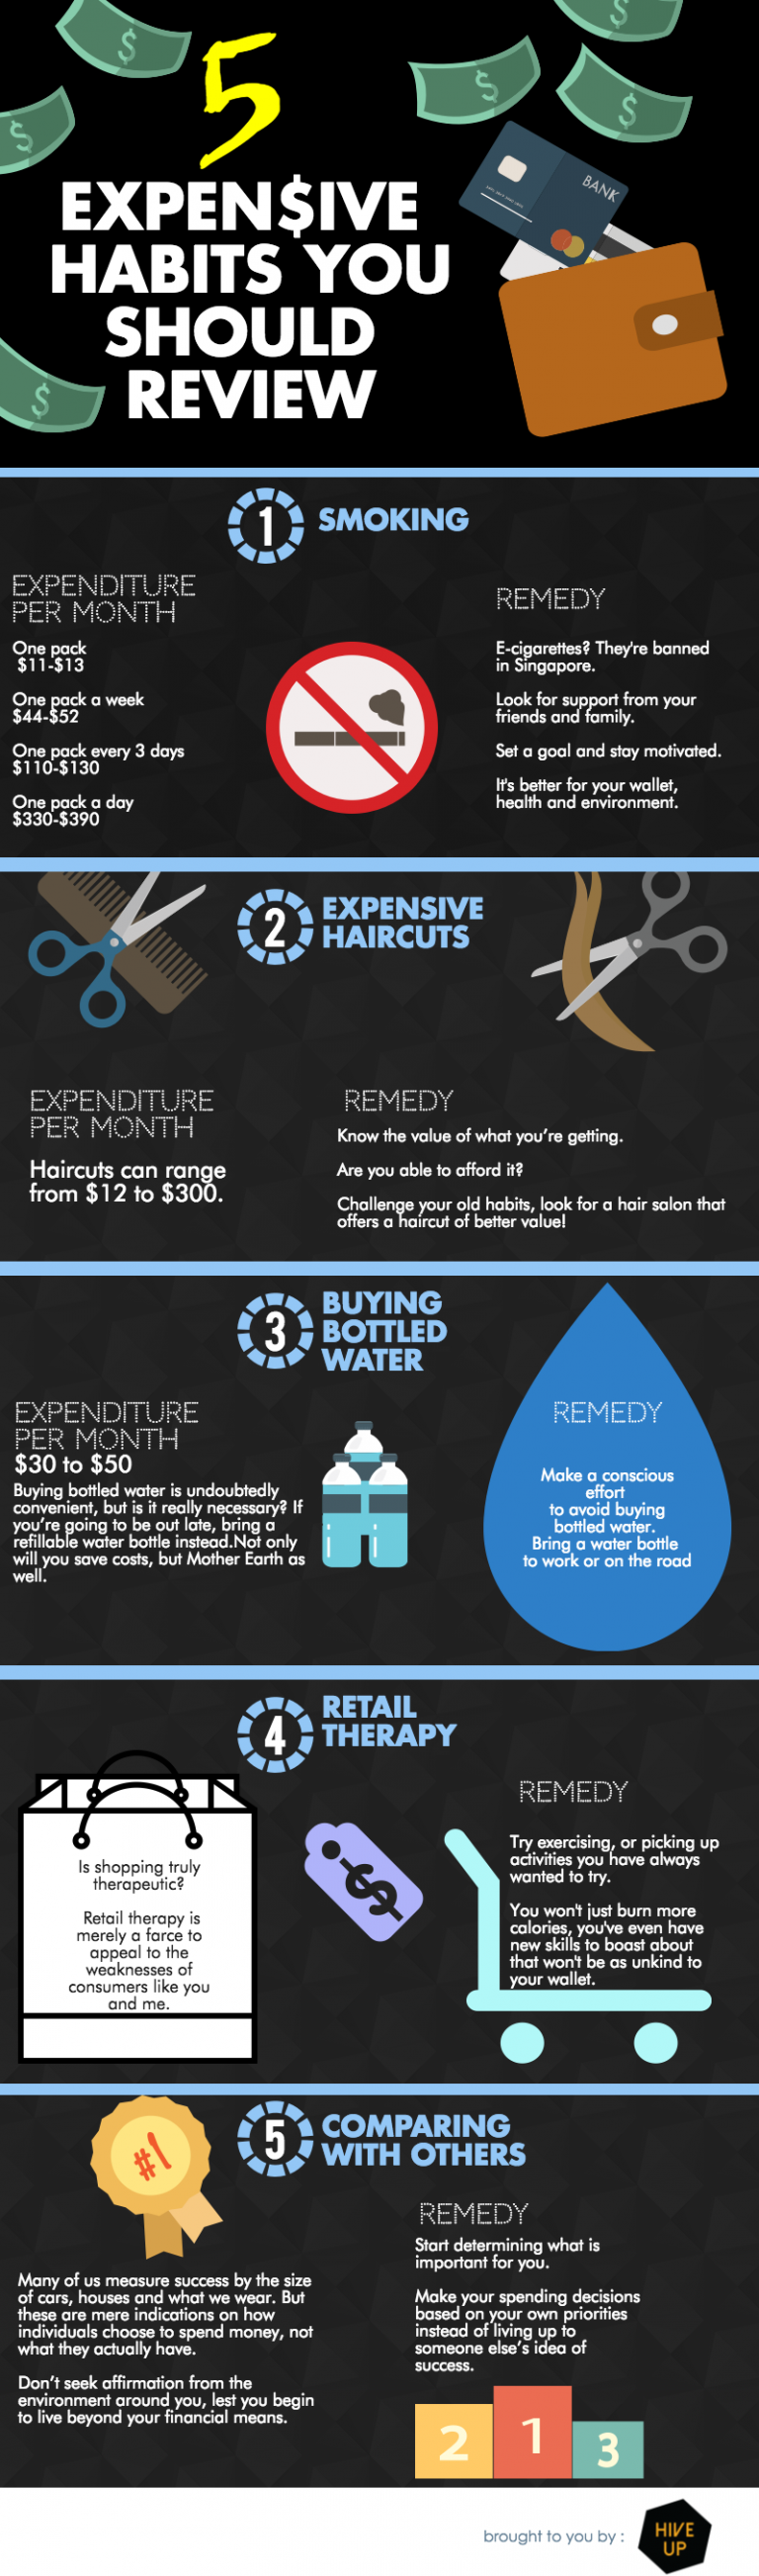 5
EXPEN$IVE
HABITS YOU
SHOULD
REVIEW
BANK
1
SMOKING
EXPENDITURE
PER MONTH
One pack
$11-$13
One pack a week
$44-$52
One pack every 3 days
$110-$130
One pack a day
$330-$390
REMEDY
E-cigarettes? They're banned
in Singapore.
Look for support from your
friends and family.
Set a goal and stay motivated.
It's better for your wallet,
health and environment.
2
EXPENSIVE
HAIRCUTS
EXPENDITURE
PER MONTH
Haircuts can range
from $12 to $300.
REMEDY
Know the value of what you're getting.
Are you able to afford it?
Challenge your old habits, look for a hair salon that
offers a haircut of better value!
3
BUYING
BOTTLED
WATER
EXPENDITURE
PER MONTH
$30 to $50
Buying bottled water is undoubtedly
convenient, but is it really necessary? If
you're going to be out late, bring a
refillable water bottle instead.Not only
will you save costs, but Mother Earth as
well.
REMEDY
Make a conscious
effort
to avoid buying
bottled water.
Bring a water bottle
to work or on the road
4
RETAIL
THERAPY
Is shopping truly
therapeutic?
Retail therapy is
merely a farce to
appeal to the
weaknesses of
consumers like you
and me.
$
REMEDY
Try exercising, or picking up
activities you have always
wanted to try.
You won't just burn more
calories, you've even have
new skills to boast about
that won't be as unkind to
your wallet.
#1
5
COMPARING
WITH OTHERS
Many of us measure success by the size
of cars, houses and what we wear. But
these are mere indications on how
individuals choose to spend money, not
what they actually have.
Don't seek affirmation from the
environment around you, lest you begin
to live beyond your financial means.
REMEDY
Start determining what is
important for you.
Make your spending decisions
based on your own priorities
instead of living up to
someone else's idea of
success.
2
1
3
brought to you by :
HIVE
UP